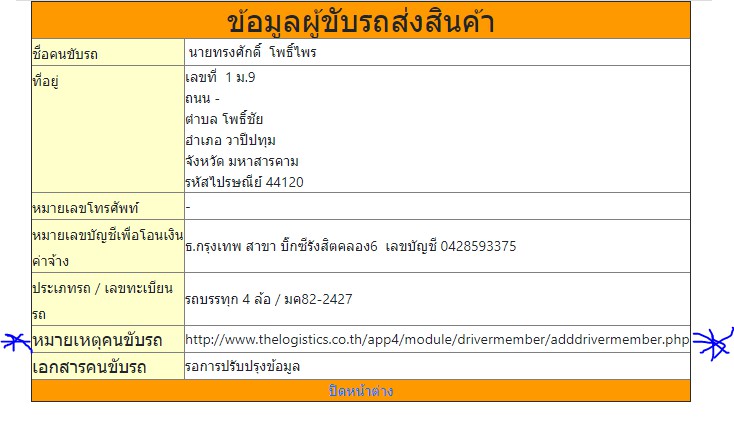 ข้อมูลผู้ขับรถส่งสินค้า
ชื่อคนขับรถ นายทรงศักดิ์ โพธิ์ไพร
ที่อยู่ เลขที่ 1 ม.9
ถนน -
ตำบล โพธิ์ชัย
อำเภอ วาปีปทุม
จังหวัด มหาสารคาม
รหัสไปรษณีย์ 44120
หมายเลขโทรศัพท์ -
หมายเลขบัญชีเพื่อโอนเงิน
ค่าจ้าง
ธ.กรุงเทพ สาขา บิ๊กซีรังสิตคลอง6 เลขบัญชี 0428593375
ประเภทรถ / เลขทะเบียน
รถ
รถบรรทุก 4 ล้อ / มค82-2427
หมายเหตุคนขับรถ http://www.thelogistics.co.th/app4/module/drivermember/adddrivermember.php
เอกสารคนขับรถ รอการปรับปรุงข้อมูล
ปิดหน้าต่าง